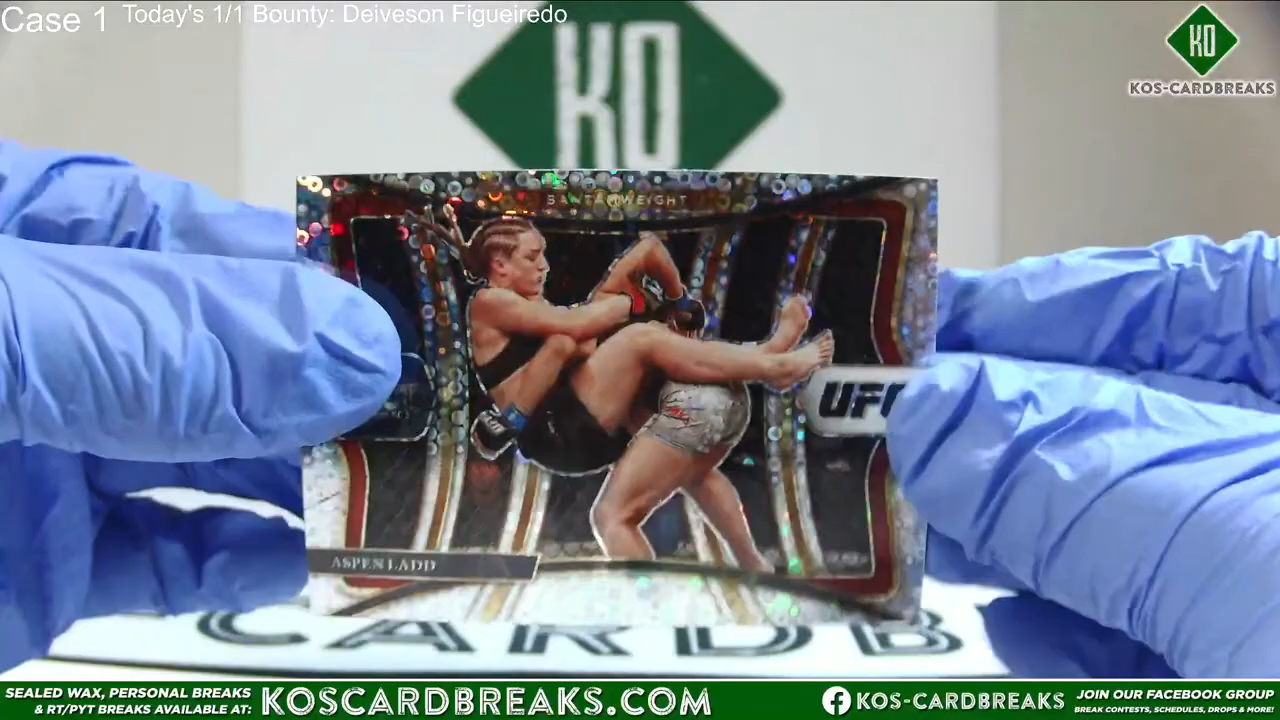 Case 1
Today's 1/1 Bounty: Deiveson Figueiredo
KO
KO
KOS-CARDBREAKS
BANTAMWEIGHT
UFC
ASPEN LADD
CARDB
SEALED WAX, PERSONAL BREAKS
& RT/PYT BREAKS AVAILABLE AT:
KOSCARDBREAKS.COM
KOS-CARDBREAKS
JOIN OUR FACEBOOK GROUP
BREAK CONTESTS, SCHEDULES, DROPS & MORE!